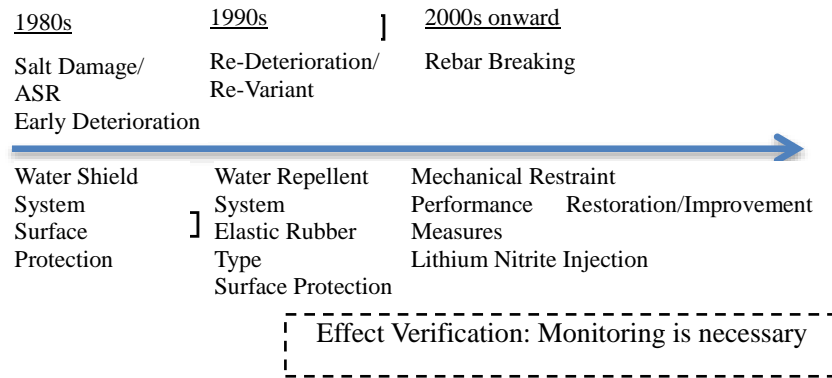 1980s
Salt Damage/
ASR
Early Deterioration
1990s
Re-Deterioration/
Re-Variant
2000s onward
Rebar Breaking
Water Shield
System
Surface
Protection
Water Repellent
System
Elastic Rubber
Type
Surface Protection
Mechanical Restraint
Performance Restoration/Improvement
Measures
Lithium Nitrite Injection
Effect Verification: Monitoring is necessary